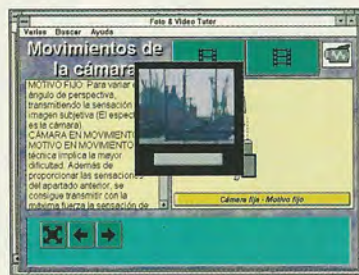 Foto & Video Tutor
Varios Buscar Ayuda
Movimientos de
la cámara
MOTIVO FIJO: Para variar
ángulo de perspectiva,
transmitiendo la sensación
imagen subjetiva (El espec
es la cámara)
CÁMARA EN MOVIMIENTO
MOTIVO EN MOVIMIENTO
técnica implica la mayor
dificultad. Además de
proporcionar las sensaciones
del apartado anterior, se
consigue transmitir con la
máxima fuerza la sensación de
Cámara fija - Motivo fijo